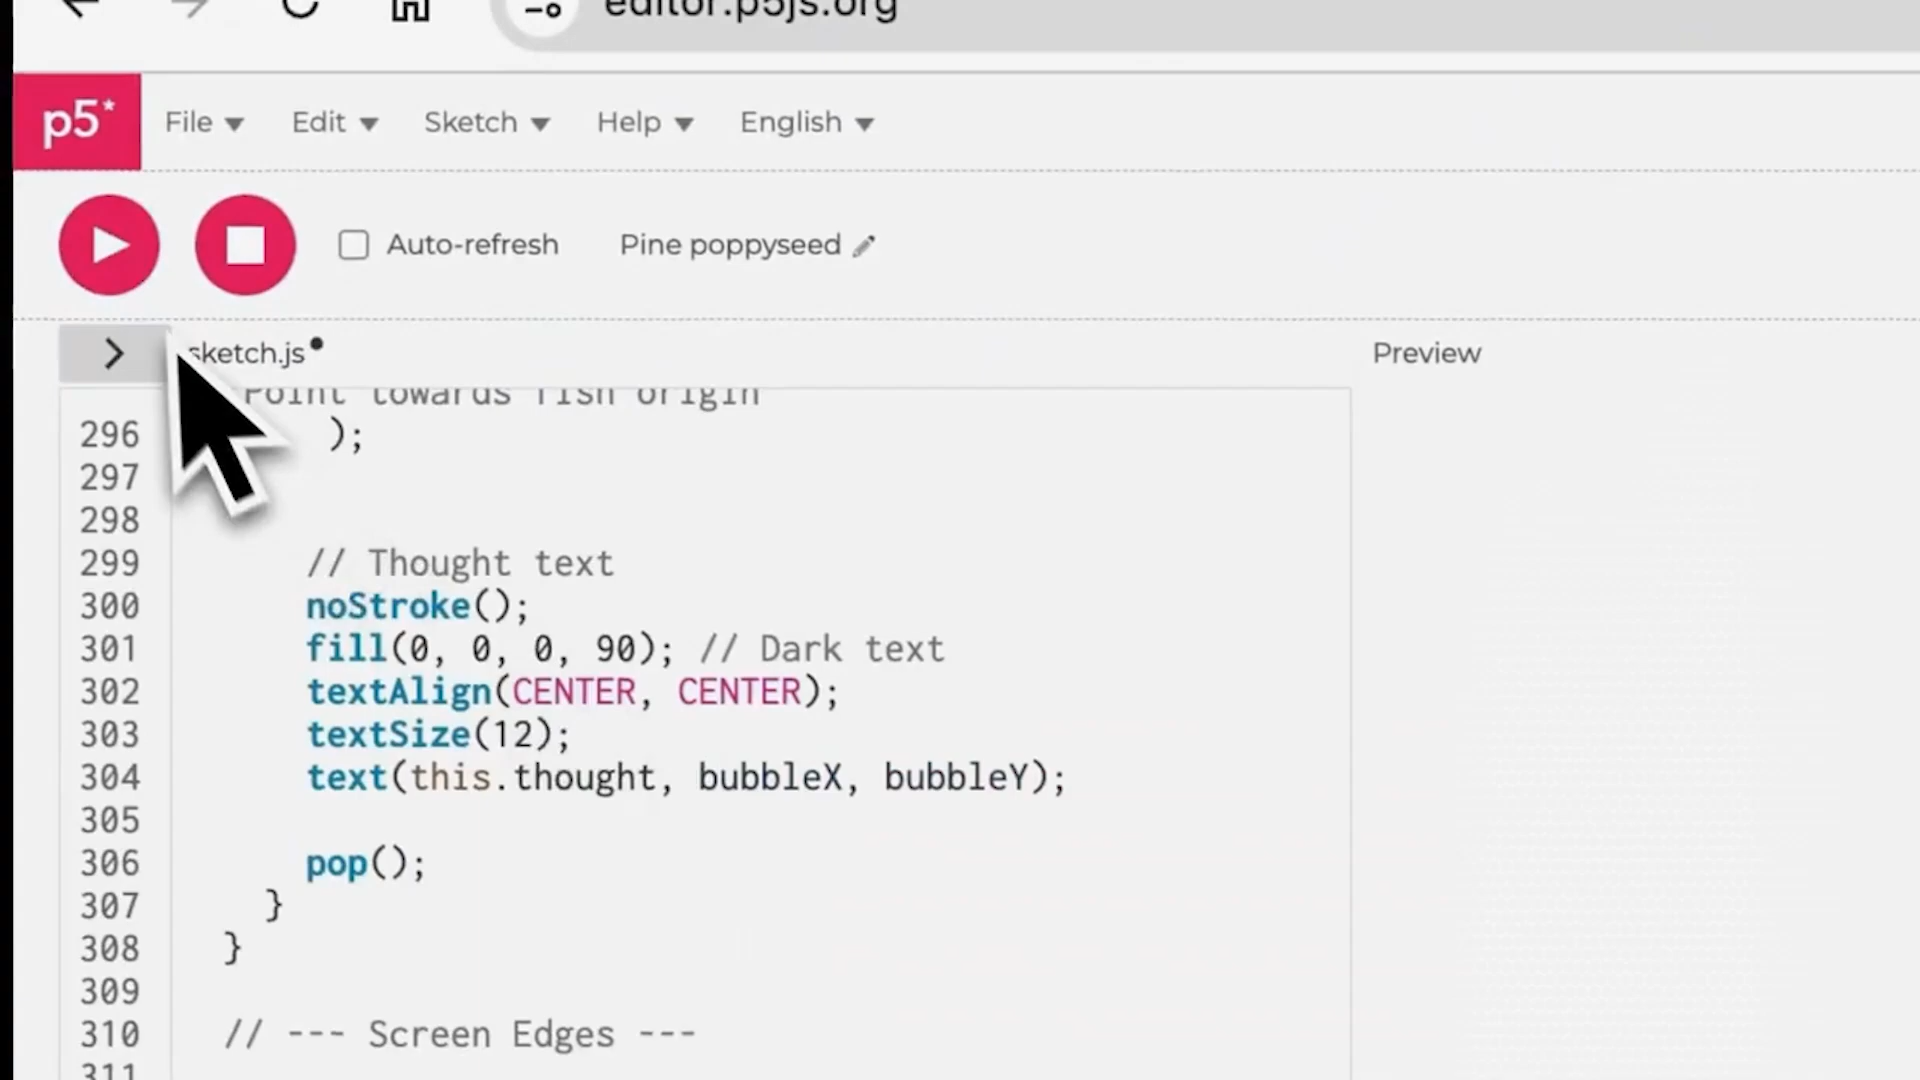 editor.p5js.org
p5*
File ▼ Edit ▼ Sketch ▼ Help ▼ English ▼
Auto-refresh Pine poppyseed
sketch.js● Preview
Point towards fish origin
296 );
297
298
299 // Thought text
300 noStroke();
301 fill(0, 0, 0, 90); // Dark text
302 textAlign(CENTER, CENTER);
303 textSize(12);
304 text(this.thought, bubbleX, bubbleY);
305
306 pop();
307 }
308 }
309
310 // --- Screen Edges ---
311